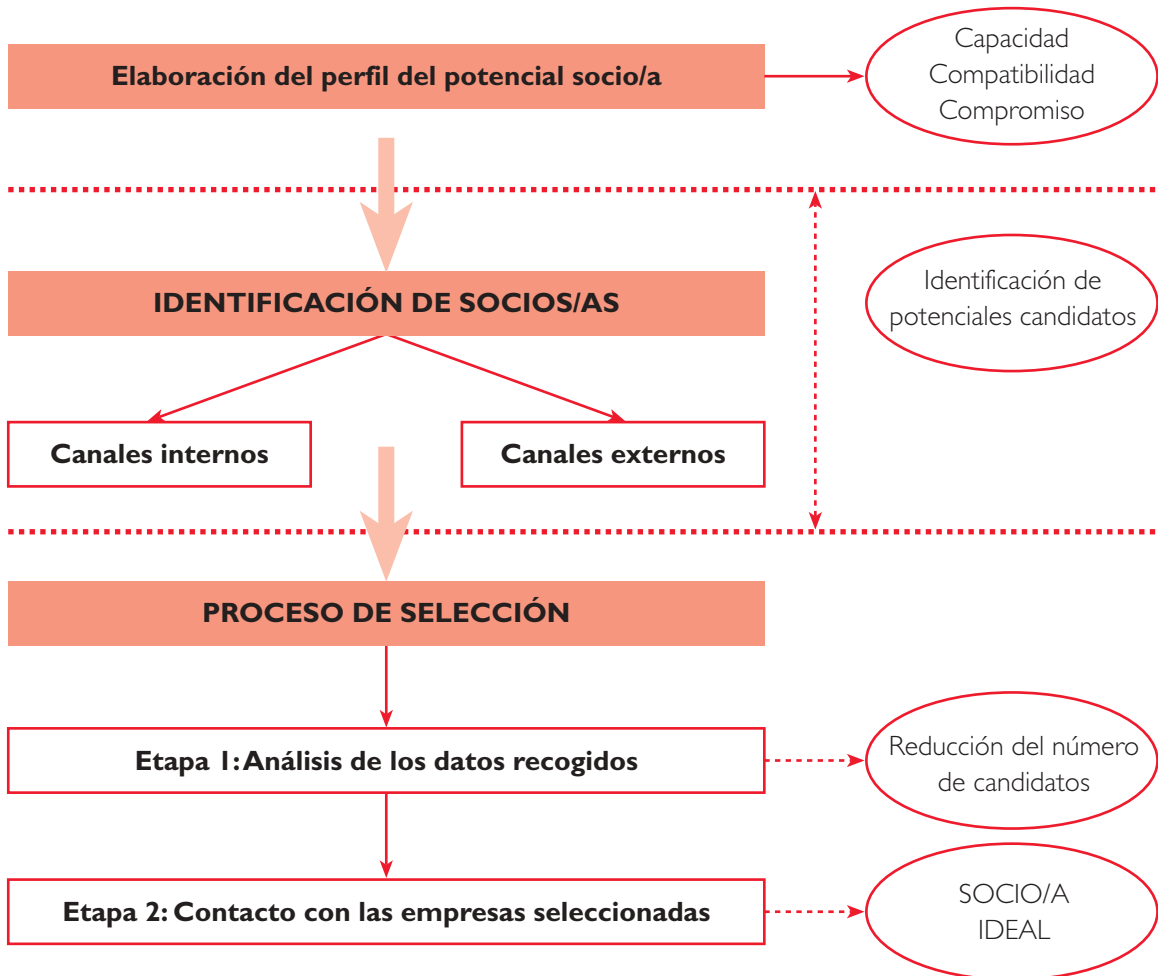 Elaboración del perfil del potencial socio/a
Capacidad
Compatibilidad
Compromiso
IDENTIFICACIÓN DE SOCIOS/AS
Identificación de
potenciales candidatos
Canales internos
Canales externos
PROCESO DE SELECCIÓN
Etapa 1: Análisis de los datos recogidos
Reducción del número
de candidatos
Etapa 2: Contacto con las empresas seleccionadas
SOCIO/A
IDEAL